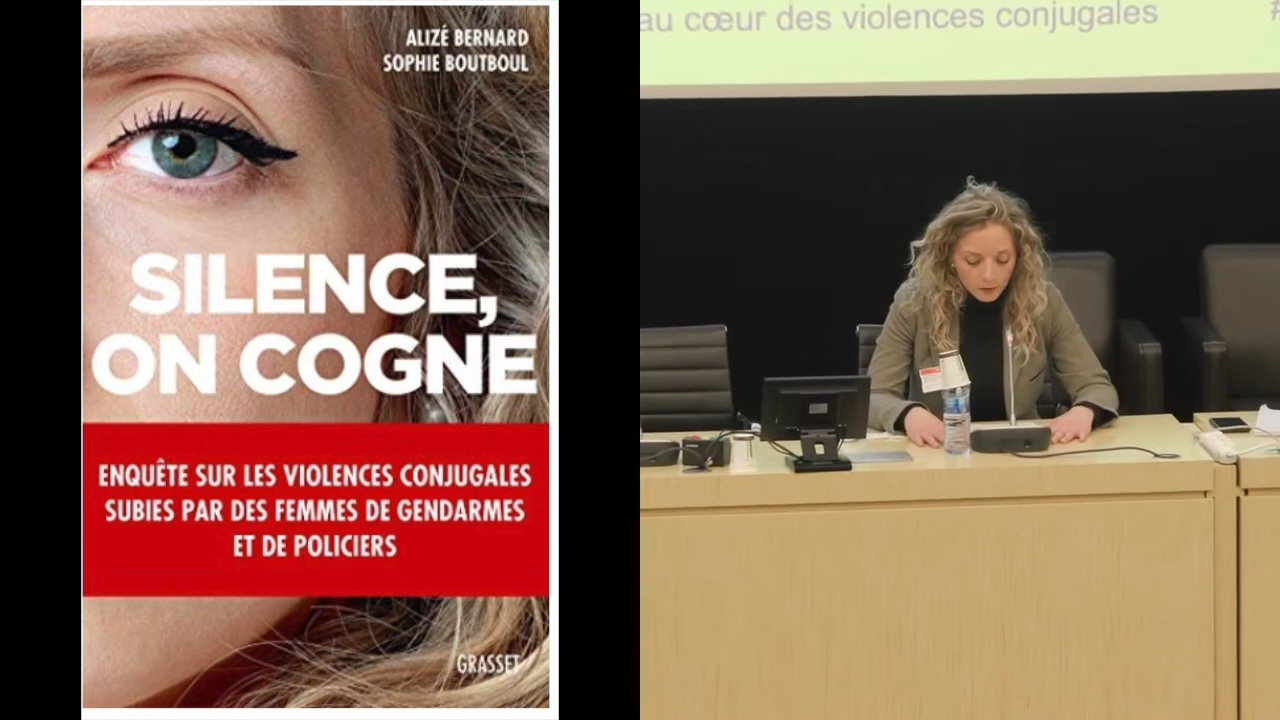 ALIZÉ BERNARD
SOPHIE BOUTBOUL
SILENCE,
ON COGNE
ENQUÊTE SUR LES VIOLENCES CONJUGALES
SUBIES PAR DES FEMMES DE GENDARMES
ET DE POLICIERS
GRASSET
au cœur des violences conjugales
#